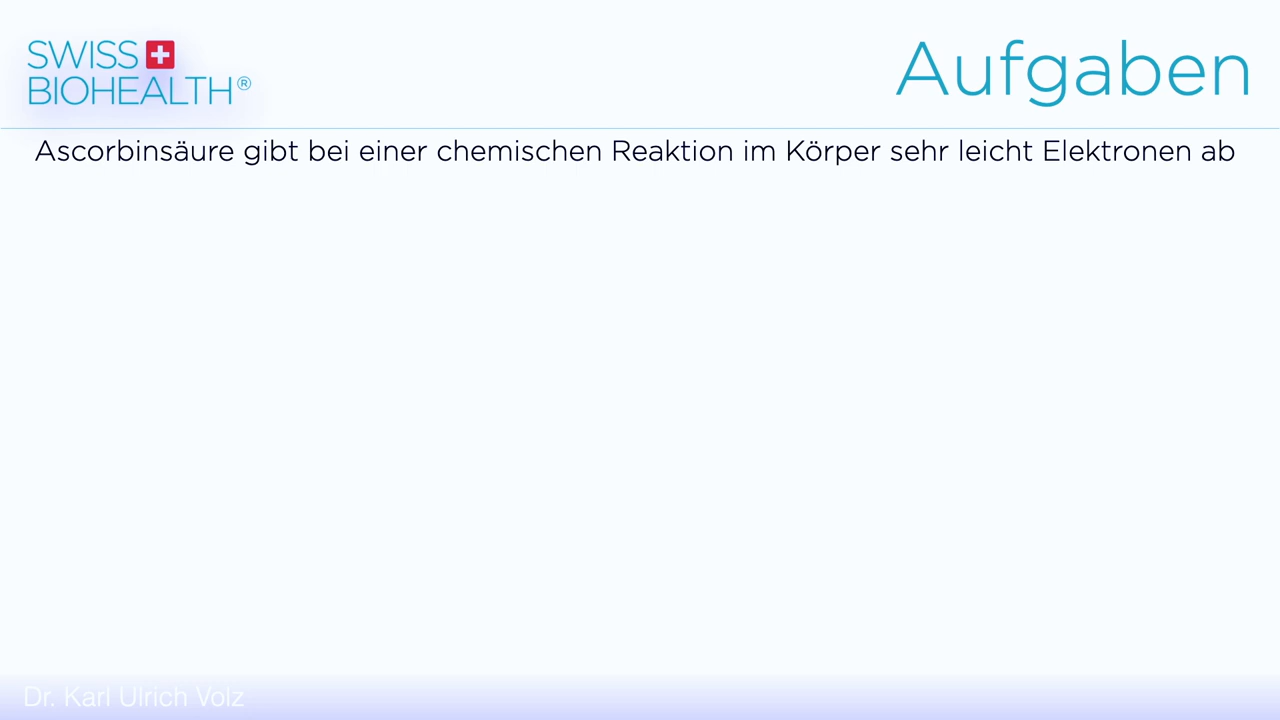 SWISS
BIOHEALTH®
Aufgaben
Ascorbinsäure gibt bei einer chemischen Reaktion im Körper sehr leicht Elektronen ab
Dr. Karl Ulrich Volz